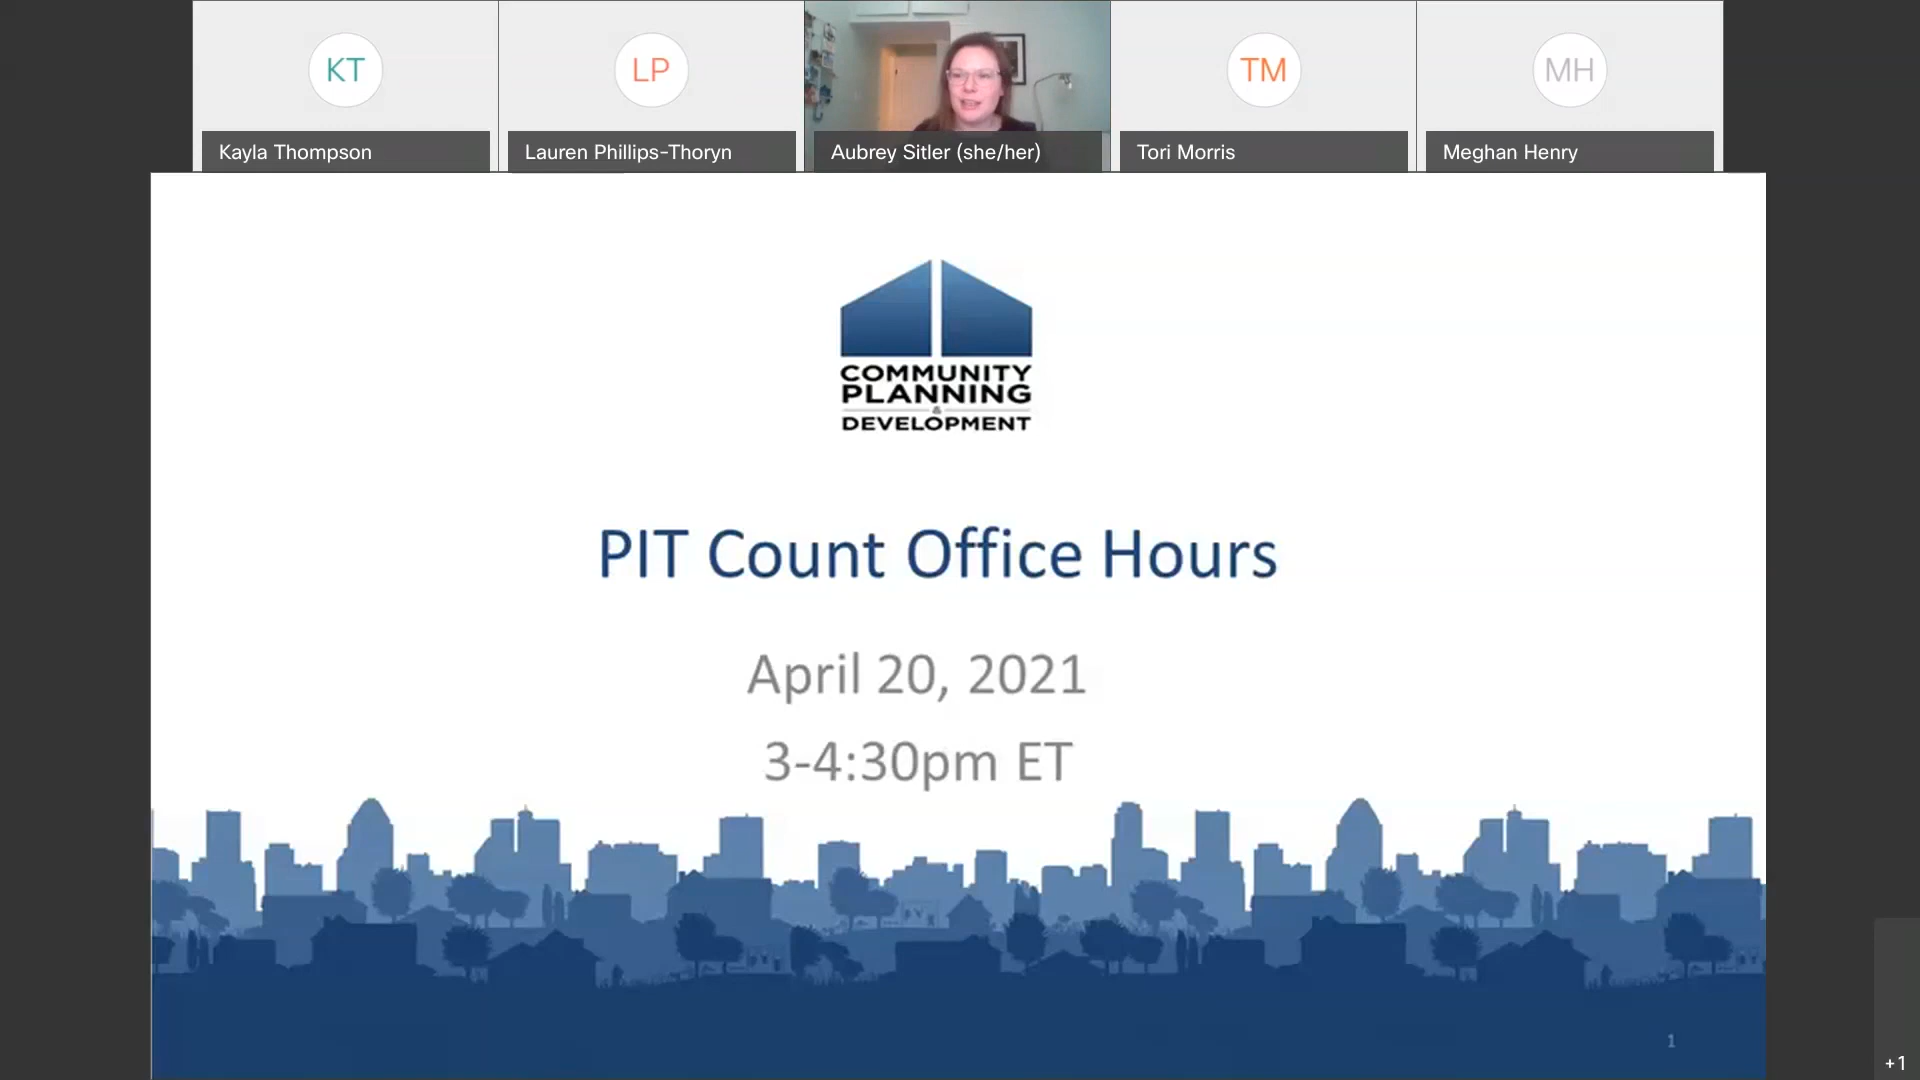 KT
LP
TM
MH
Kayla Thompson
Lauren Phillips-Thoryn
Aubrey Sitler (she/her)
Tori Morris
Meghan Henry
COMMUNITY
PLANNING
&
DEVELOPMENT
PIT Count Office Hours
April 20, 2021
3-4:30pm ET
1
+1